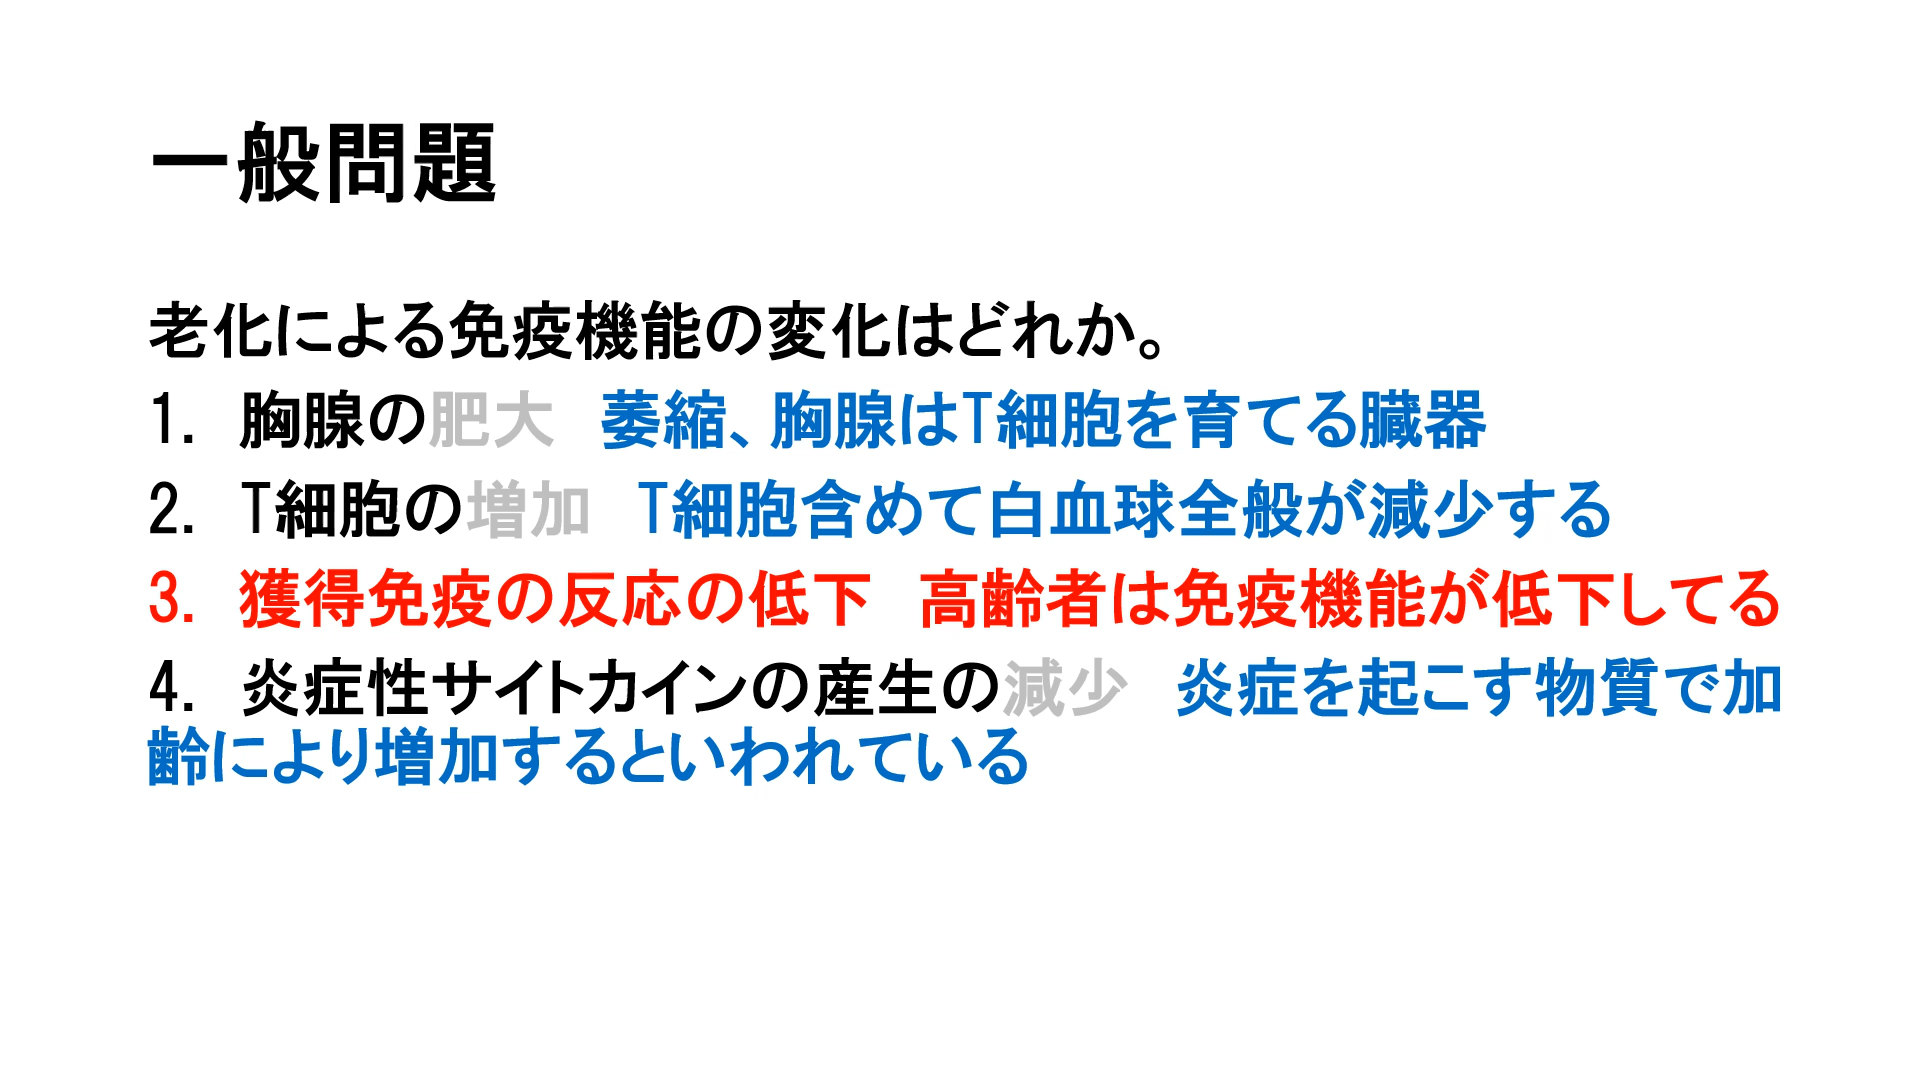 一般問題
老化による免疫機能の変化はどれか。
1. 胸腺の肥大　萎縮、胸腺はT細胞を育てる臓器
2. T細胞の増加　T細胞含めて白血球全般が減少する
3. 獲得免疫の反応の低下　高齢者は免疫機能が低下してる
4. 炎症性サイトカインの産生の減少　炎症を起こす物質で加
齢により増加するといわれている